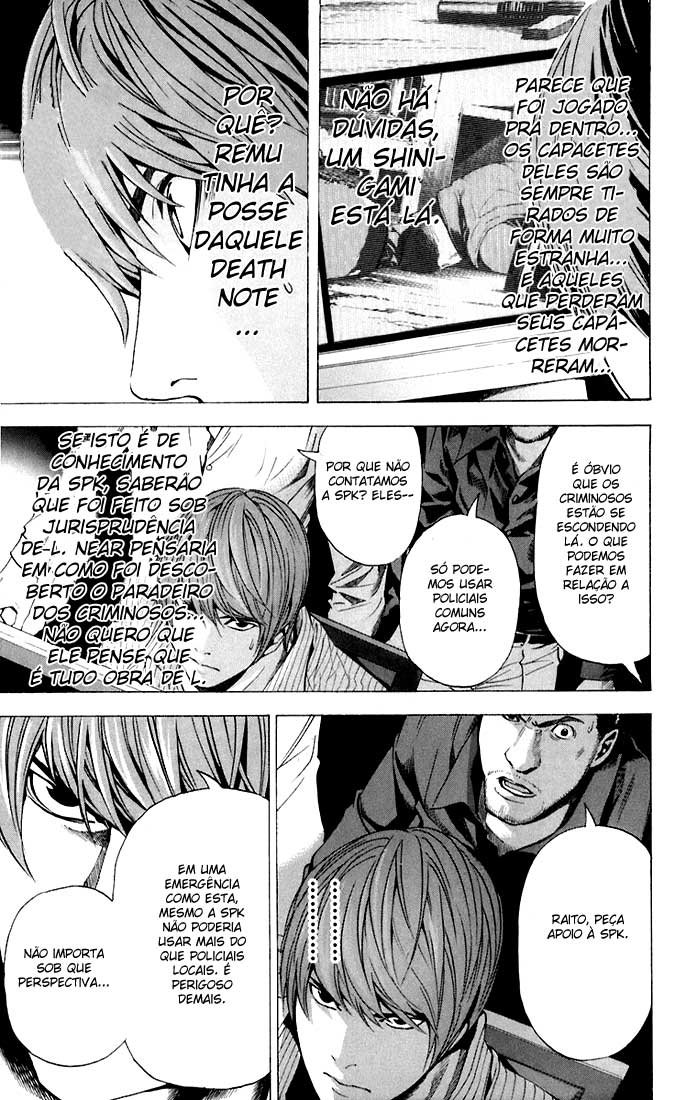 PARECE QUE
FOI JOGADO
PRÁ DENTRO...
OS CAPACETES
DELES SÃO
SEMPRE TI-
RADOS DE
FORMA MUITO
ESTRANHA...
E AQUELES
QUE PERDERAM
SEUS CAPA-
CETES MOR-
RERAM...
NÃO HÁ
DÚVIDAS,
UM SHINI-
GAMI
ESTÁ LÁ.
POR
QUÊ?
REMU
TINHA A
POSSE
DAQUELE
DEATH
NOTE
...
É ÓBVIO
QUE OS
CRIMINOSOS
ESTÃO SE
ESCONDENDO
LÁ. O QUE
PODEMOS
FAZER EM
RELAÇÃO A
ISSO?
SÓ PODE-
MOS USAR
POLICIAIS
COMUNS
AGORA...
POR QUE NÃO
CONTATAMOS
A SPK? ELES--
SE ISTO É DE
CONHECIMENTO
DA SPK, SABERÃO
QUE FOI FEITO SOB
JURISPRUDÊNCIA
DE-L. NEAR PENSARIA
EM COMO FOI DESCO-
BERTO O PARADEIRO
DOS CRIMINOSOS...
NÃO QUERO QUE
ELE PENSE QUE
É TUDO OBRA DE L.
RAITO, PEÇA
APOIO À SPK.
EM UMA
EMERGÊNCIA
COMO ESTA,
MESMO A SPK
NÃO PODERIA
USAR MAIS DO
QUE POLICIAIS
LOCAIS. É
PERIGOSO
DEMAIS.
NÃO IMPORTA
SOB QUE
PERSPECTIVA...